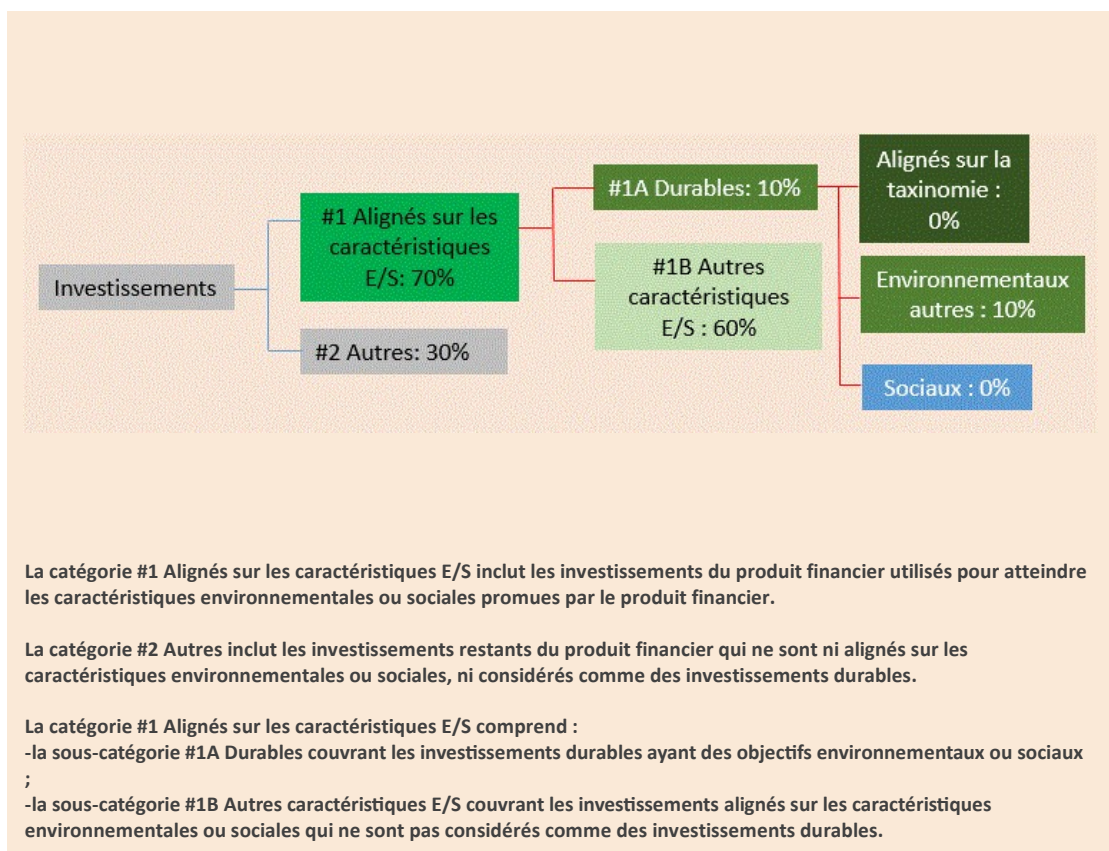 Investissements
#1 Alignés sur les
caractéristiques
E/S: 70%
#2 Autres: 30%
#1A Durables: 10%
#1B Autres
caractéristiques
E/S : 60%
Alignés sur la
taxinomie :
0%
Environnementaux
autres : 10%
Sociaux : 0%
La catégorie #1 Alignés sur les caractéristiques E/S inclut les investissements du produit financier utilisés pour atteindre
les caractéristiques environnementales ou sociales promues par le produit financier.
La catégorie #2 Autres inclut les investissements restants du produit financier qui ne sont ni alignés sur les
caractéristiques environnementales ou sociales, ni considérés comme des investissements durables.
La catégorie #1 Alignés sur les caractéristiques E/S comprend :
-la sous-catégorie #1A Durables couvrant les investissements durables ayant des objectifs environnementaux ou sociaux
;
-la sous-catégorie #1B Autres caractéristiques E/S couvrant les investissements alignés sur les caractéristiques
environnementales ou sociales qui ne sont pas considérés comme des investissements durables.